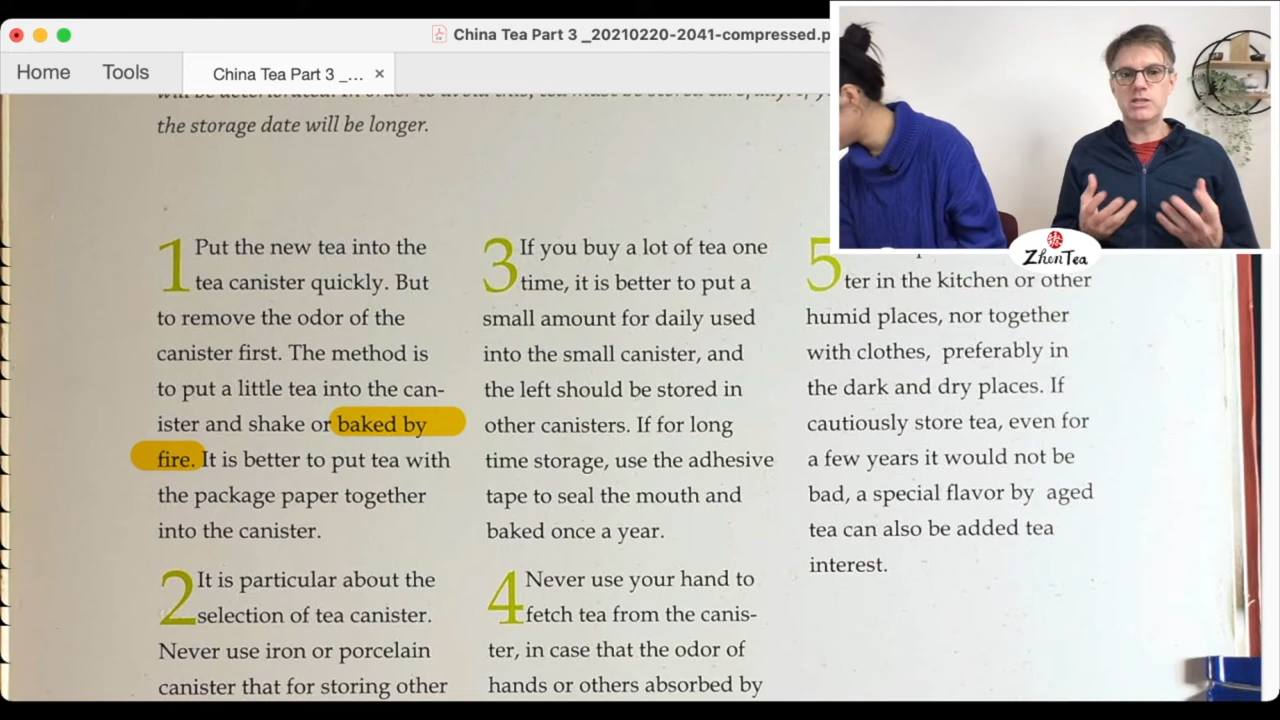 China Tea Part 3 _20210220-2041-compressed.p
Home
Tools
China Tea Part 3 _... ×
the storage date will be longer.
1 Put the new tea into the
tea canister quickly. But
to remove the odor of the
canister first. The method is
to put a little tea into the can-
ister and shake or baked by
fire. It is better to put tea with
the package paper together
into the canister.
2 It is particular about the
selection of tea canister.
Never use iron or porcelain
canister that for storing other
3 If you buy a lot of tea one
time, it is better to put a
small amount for daily used
into the small canister, and
the left should be stored in
other canisters. If for long
time storage, use the adhesive
tape to seal the mouth and
baked once a year.
4 Never use your hand to
fetch tea from the canis-
ter, in case that the odor of
hands or others absorbed by
5
ter in the kitchen or other
humid places, nor together
with clothes, preferably in
the dark and dry places. If
cautiously store tea, even for
a few years it would not be
bad, a special flavor by aged
tea can also be added tea
interest.
ZhenTea